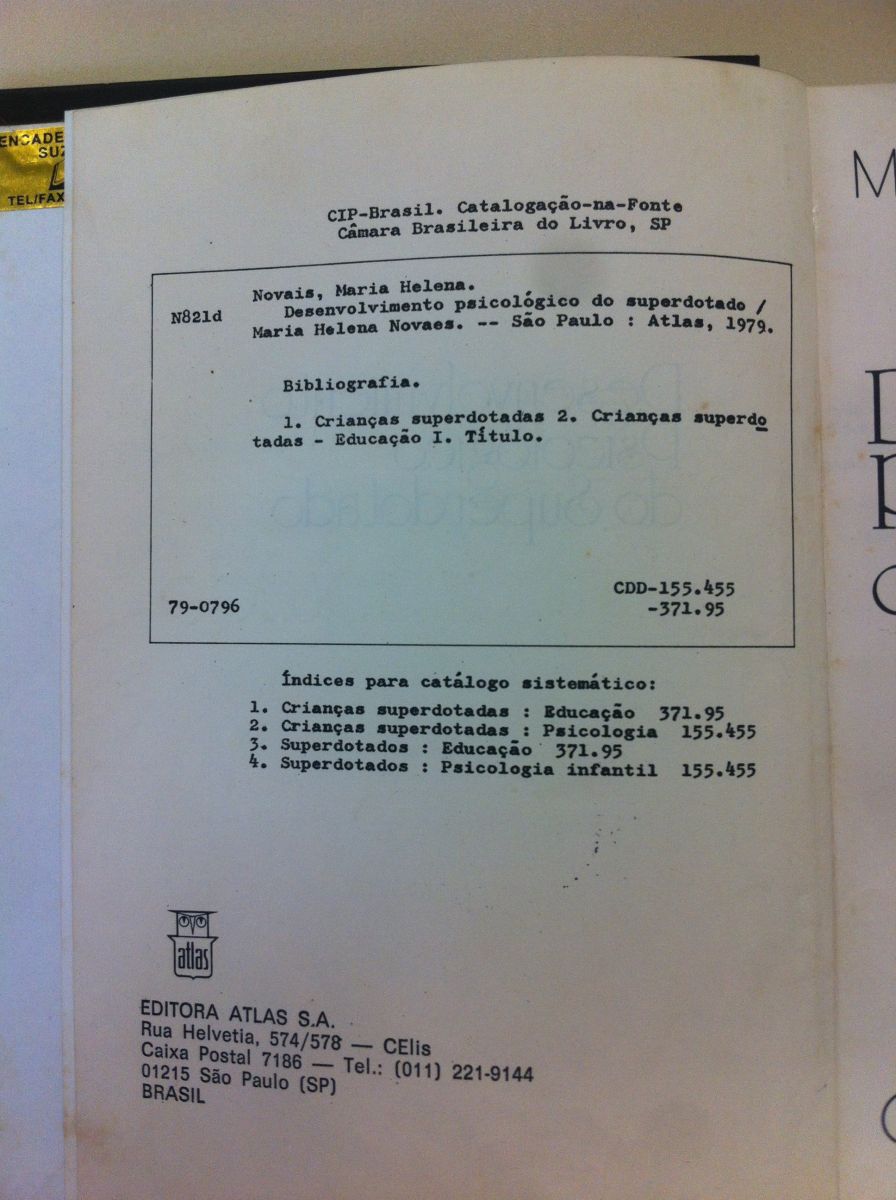 ENCADE
SUZ
TEL/FAX
CIP-Brasil. Catalogação-na-Fonte
Câmara Brasileira do Livro, SP
Novais, Maria Helena.
N821d
Desenvolvimento psicológico do superdotado /
Maria Helena Novaes. -- São Paulo : Atlas, 1979.
Bibliografia.
1. Crianças superdotadas 2. Crianças superdo
tadas - Educação I. Título.
CDD-155.455
79-0796
-371.95
Índices para catálogo sistemático:
1. Crianças superdotadas : Educação 371.95
2. Crianças superdotadas : Psicologia 155.455
3. Superdotados : Educação 371.95
4. Superdotados : Psicologia infantil 155.455
atlas
EDITORA ATLAS S.A.
Rua Helvetia, 574/578 — CElis
Caixa Postal 7186 — Tel.: (011) 221-9144
01215 São Paulo (SP)
BRASIL
M
D